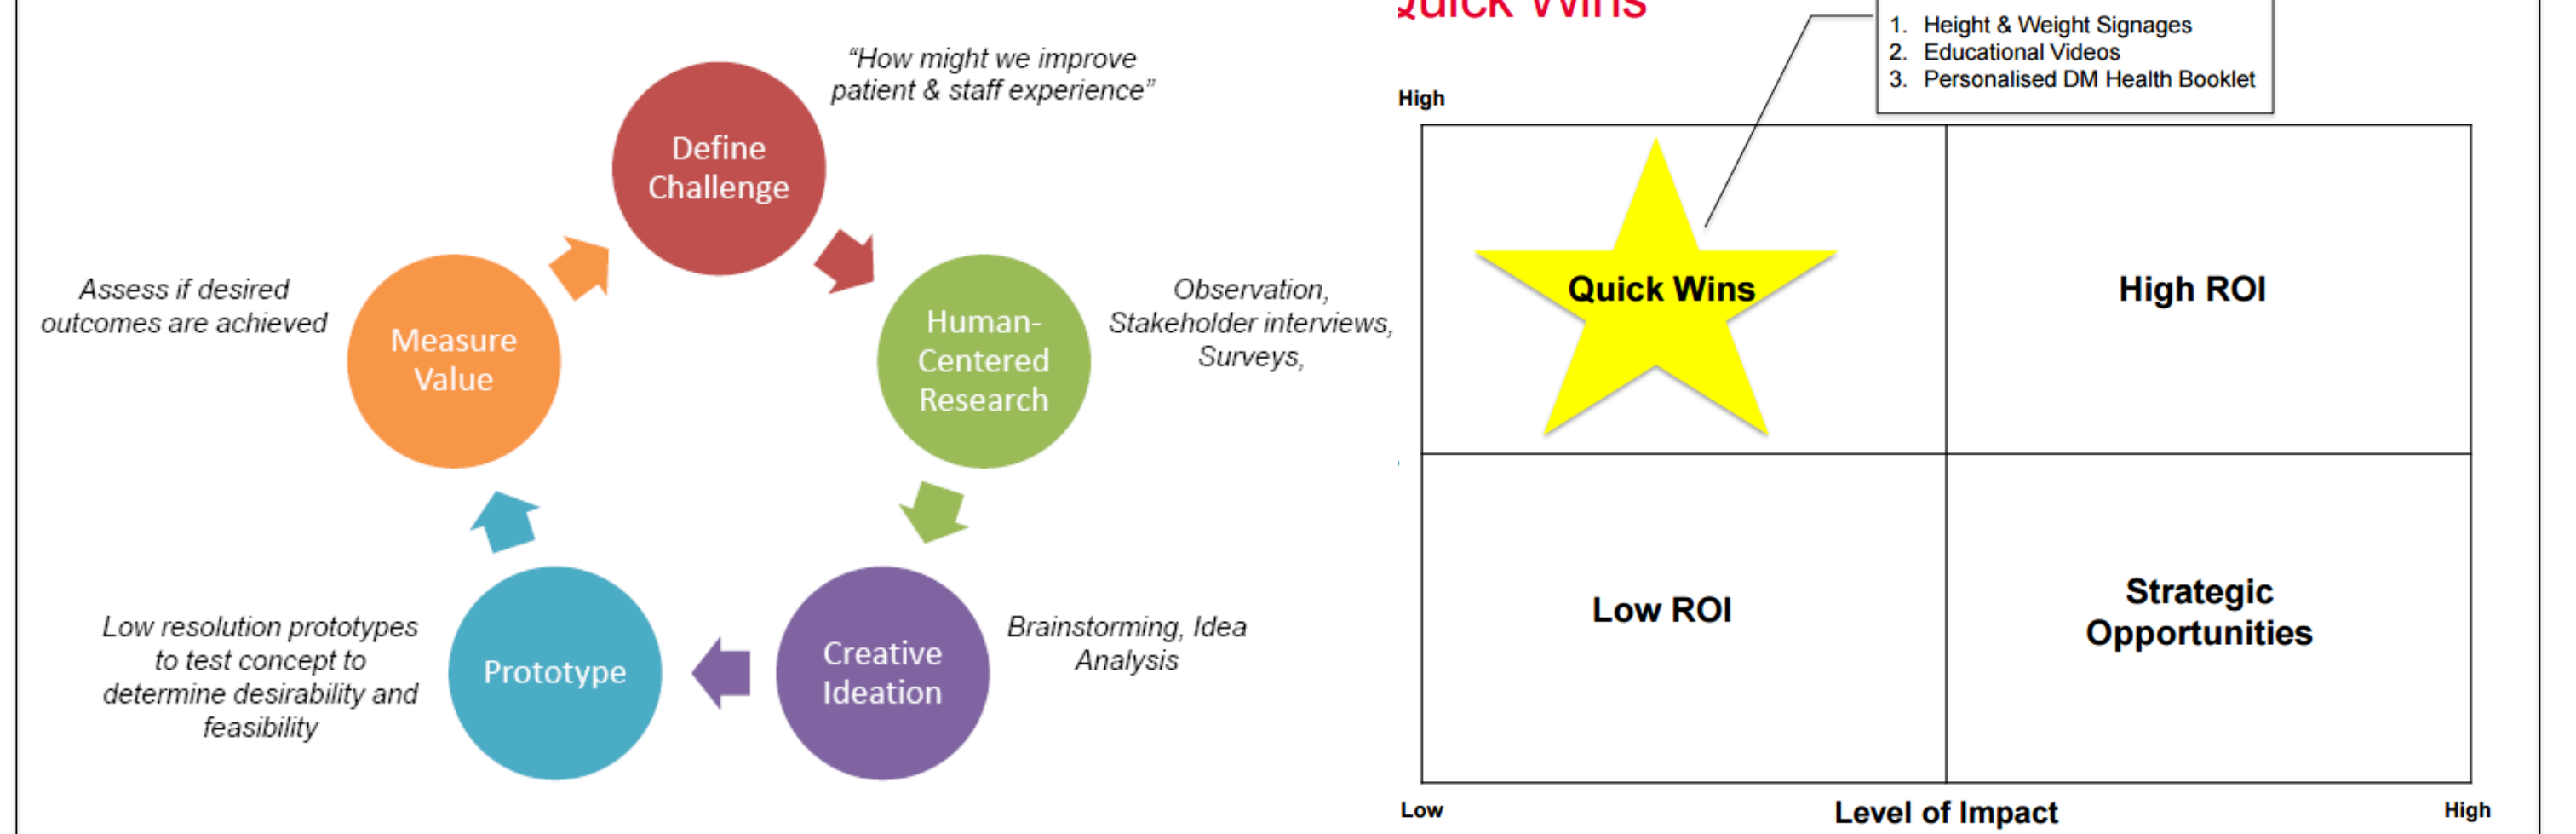 “How might we improve
patient & staff experience”
Define
Challenge
Human-
Centered
Research
Observation,
Stakeholder interviews,
Surveys,
Creative
Ideation
Brainstorming, Idea
Analysis
Prototype
Low resolution prototypes
to test concept to
determine desirability and
feasibility
Measure
Value
Assess if desired
outcomes are achieved
Quick Wins
1. Height & Weight Signages
2. Educational Videos
3. Personalised DM Health Booklet
High
Quick Wins
High ROI
Low ROI
Strategic
Opportunities
Low
Level of Impact
High